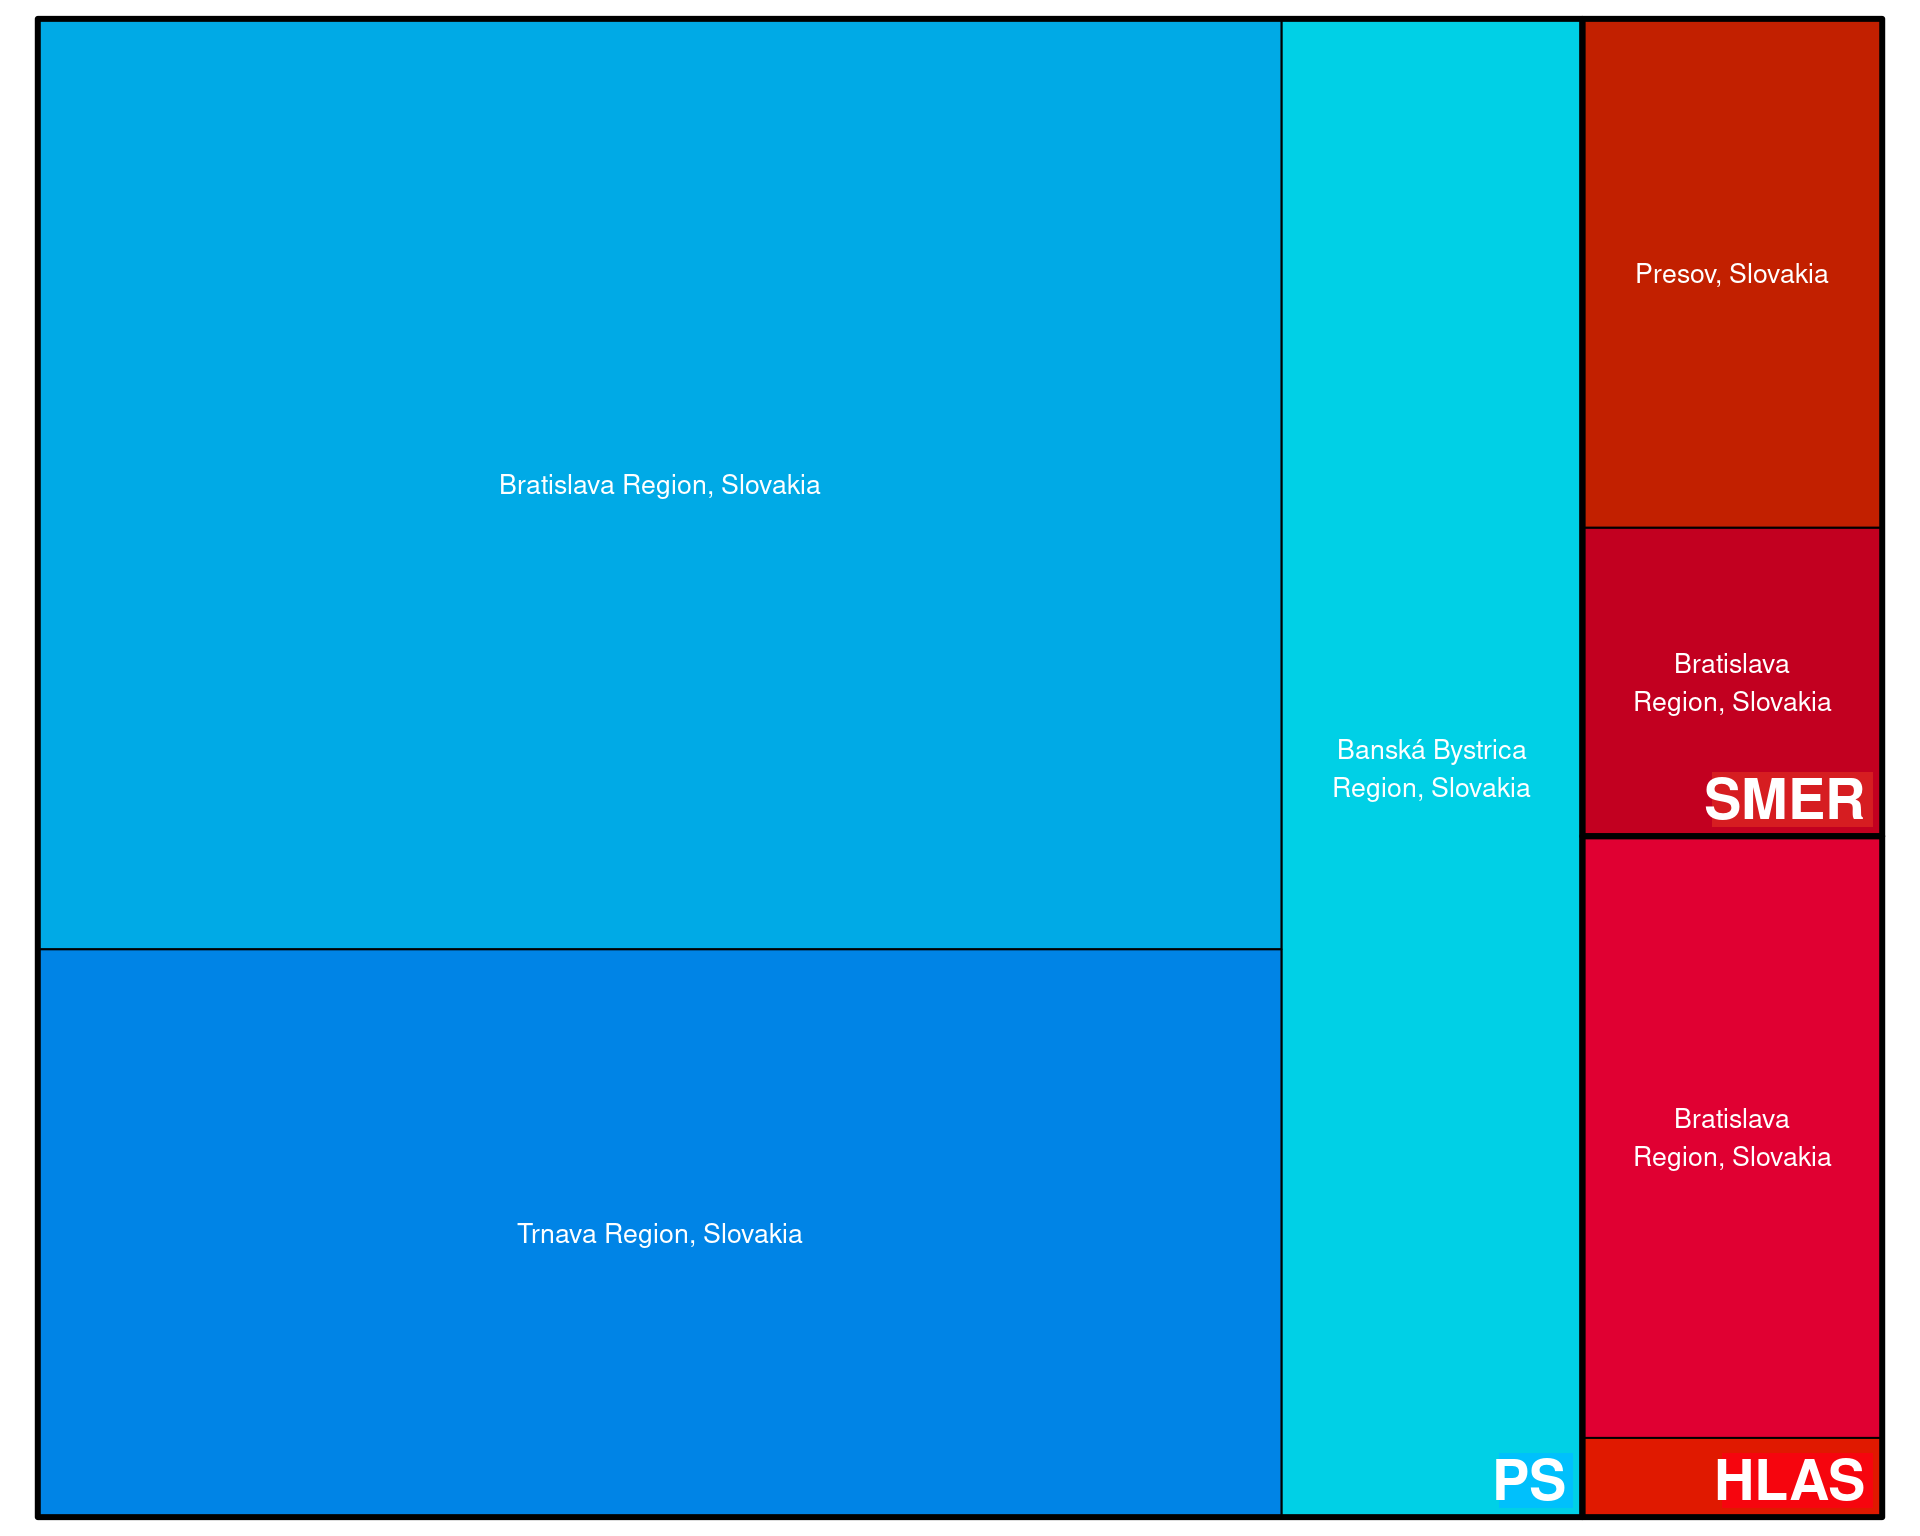 Bratislava Region, Slovakia
Trnava Region, Slovakia
Banská Bystrica
Region, Slovakia
PS
Presov, Slovakia
Bratislava
Region, Slovakia
SMER
Bratislava
Region, Slovakia
HLAS